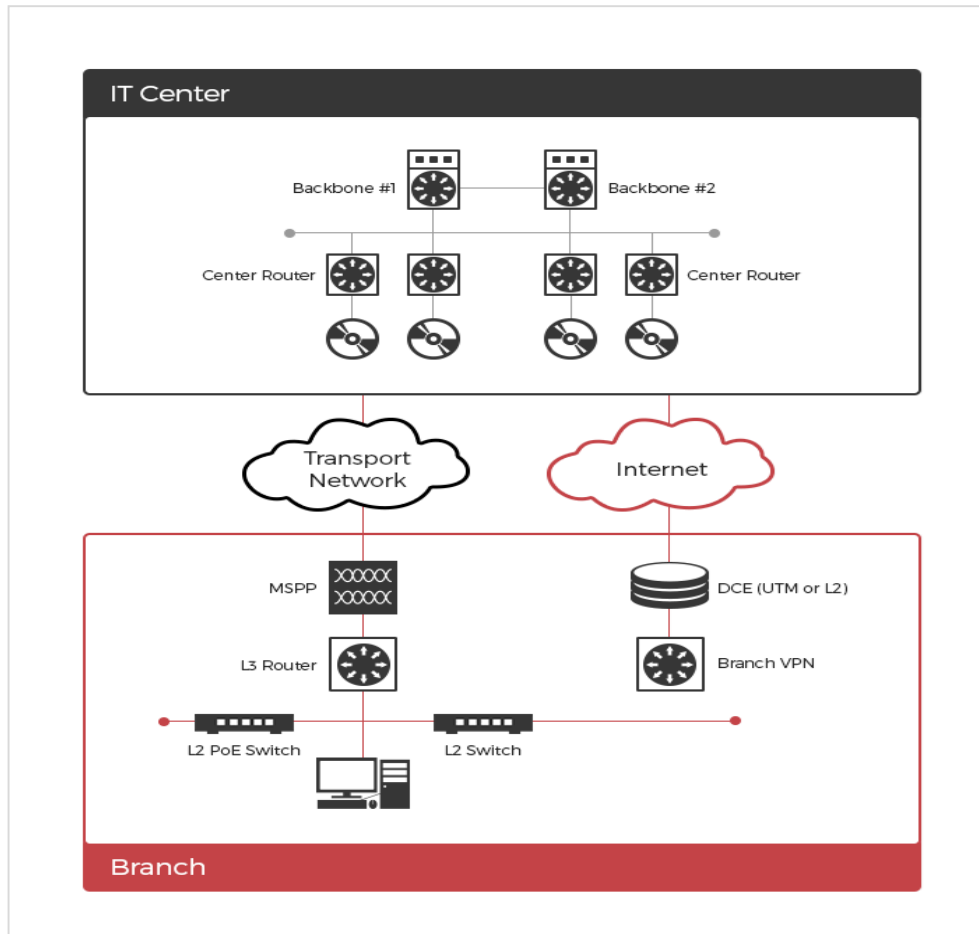 IT Center
Backbone #1
Backbone #2
Center Router
Center Router
Transport
Network
Internet
MSPP
DCE (UTM or L2)
L3 Router
Branch VPN
L2 PoE Switch
L2 Switch
Branch